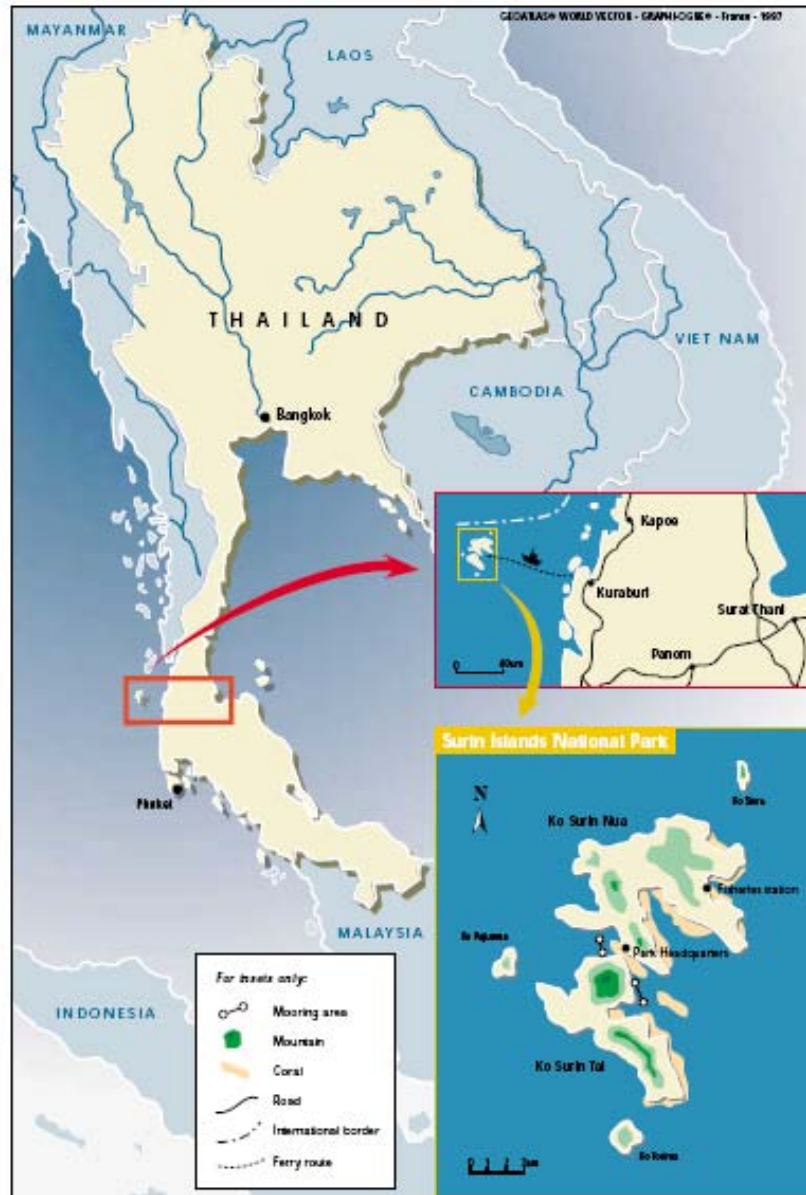 GEOATLAS® WORLD VECTOR - GRAPHI-OGRE® - France - 1997
MAYANMAR
LAOS
THAILAND
VIET NAM
CAMBODIA
Bangkok
Kapoe
Kuraburi
Surat Thani
Panom
0
Phuket
Surin Islands National Park
N
Ko Surin Nua
Fisheries station
Park Headquarters
Ko Surin Tai
MALAYSIA
INDONESIA
For insets only:
Mooring area
Mountain
Coral
Road
International border
Ferry route